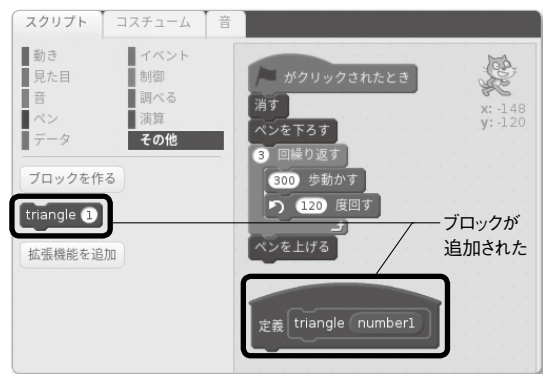 スクリプト コスチューム 音
動き イベント
見た目 制御
音 調べる
ペン 演算
データ その他
ブロックを作る
triangle 1
拡張機能を追加
がクリックされたとき
消す
ペンを下ろす
3 回繰り返す
300 歩動かす
120 度回す
ペンを上げる
定義 triangle number1
x: -148
y: -120
ブロックが
追加された